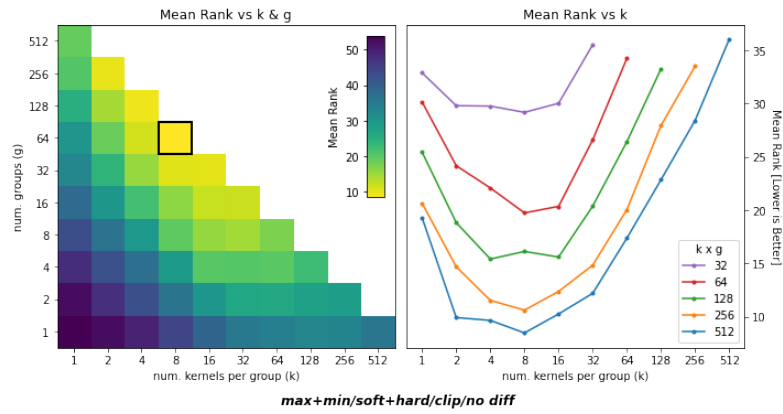 Mean Rank vs k & g
Mean Rank vs k
512
256
128
64
32
16
8
4
2
1
num. groups (g)
1 2 4 8 16 32 64 128 256 512
num. kernels per group (k)
50
40
30
20
10
Mean Rank
1 2 4 8 16 32 64 128 256 512
num. kernels per group (k)
35
30
25
20
15
10
Mean Rank [Lower is Better]
k x g
32
64
128
256
512
max+min/soft+hard/clip/no diff